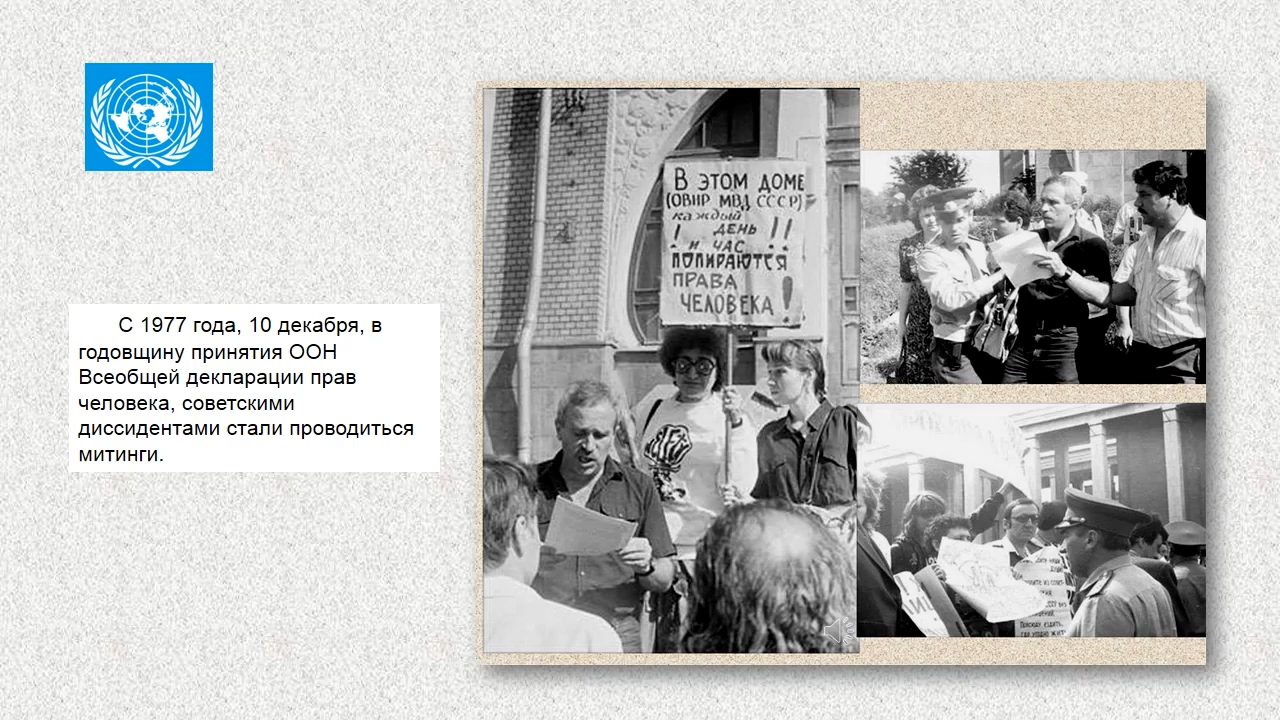 С 1977 года, 10 декабря, в
годовщину принятия ООН
Всеобщей декларации прав
человека, советскими
диссидентами стали проводиться
митинги.
В ЭТОМ ДОМЕ
(ОВИР МВД СССР)
каждый
! ДЕНЬ !!
и ЧАС
ПОПИРАЮТСЯ
ПРАВА
ЧЕЛОВЕКА !